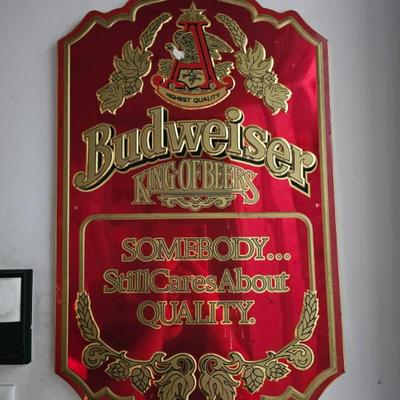 A
HIGHEST QUALITY
Budweiser
KING OF BEERS
SOMEBODY...
Still Cares About
QUALITY.